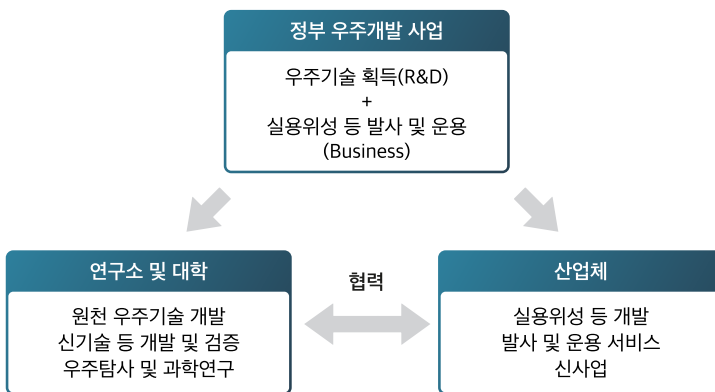 정부 우주개발 사업
우주기술 획득(R&D)
+
실용위성 등 발사 및 운용
(Business)
연구소 및 대학
원천 우주기술 개발
신기술 등 개발 및 검증
우주탐사 및 과학연구
협력
산업체
실용위성 등 개발
발사 및 운용 서비스
신사업